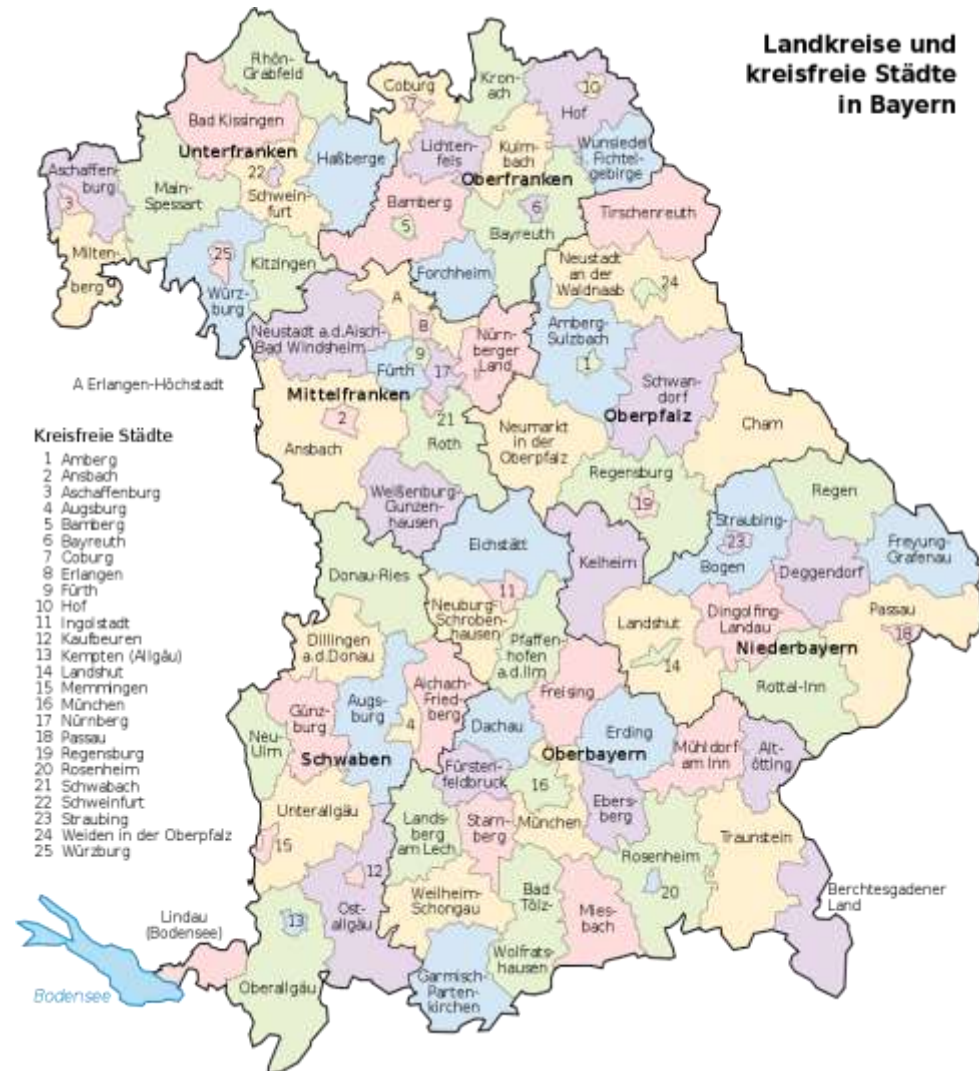 Landkreise und
kreisfreie Städte
in Bayern
Rhön-
Grabfeld
Bad Kissingen
Unterfranken
Haßberge
Aschaffen-
burg
3
Main-
Spessart
22
Schwein-
furt
Milten-
berg
25
Würz-
burg
Kitzingen
Coburg
7
Kron-
ach
10
Hof
Lichten-
fels
Kulm-
bach
Wunsiedel
Fichtel-
gebirge
Oberfranken
Bamberg
5
6
Bayreuth
Forchheim
Tirschenreuth
Neustadt
an der
Waldnaab
24
A
8
Neustadt a.d.Aisch-
Bad Windsheim
9
Fürth
17
Nürn-
berger
Land
Amberg-
Sulzbach
1
Schwan-
dorf
Oberpfalz
Cham
A Erlangen-Höchstadt
Mittelfranken
2
Ansbach
21
Roth
Neumarkt
in der
Oberpfalz
Regensburg
19
Weißenburg-
Gunzen-
hausen
Regen
Straubing-
23
Bogen
Deggendorf
Freyung-
Grafenau
Kreisfreie Städte
1 Amberg
2 Ansbach
3 Aschaffenburg
4 Augsburg
5 Bamberg
6 Bayreuth
7 Coburg
8 Erlangen
9 Fürth
10 Hof
11 Ingolstadt
12 Kaufbeuren
13 Kempten (Allgäu)
14 Landshut
15 Memmingen
16 München
17 Nürnberg
18 Passau
19 Regensburg
20 Rosenheim
21 Schwabach
22 Schweinfurt
23 Straubing
24 Weiden in der Oberpfalz
25 Würzburg
Eichstätt
Kelheim
Donau-Ries
11
Neuburg-
Schroben-
hausen
Pfaffen-
hofen
a.d.Ilm
Landshut
14
Dingolfing-
Landau
Passau
18
Niederbayern
Rottal-Inn
Dillingen
a.d.Donau
Aichach-
Fried-
berg
Augs-
burg
4
Günz-
burg
Neu-
Ulm
Schwaben
Freising
Dachau
Erding
Oberbayern
Mühldorf
am Inn
Alt-
ötting
Fürsten-
feldbruck
16
München
Ebers-
berg
Unterallgäu
15
Lands-
berg
am Lech
Starn-
berg
Traunstein
Rosenheim
20
12
Ost-
allgäu
Weilheim-
Schongau
Bad
Tölz-
Wolfrats-
hausen
Mies-
bach
Berchtesgadener
Land
Lindau
(Bodensee)
13
Oberallgäu
Garmisch-
Parten-
kirchen
Bodensee